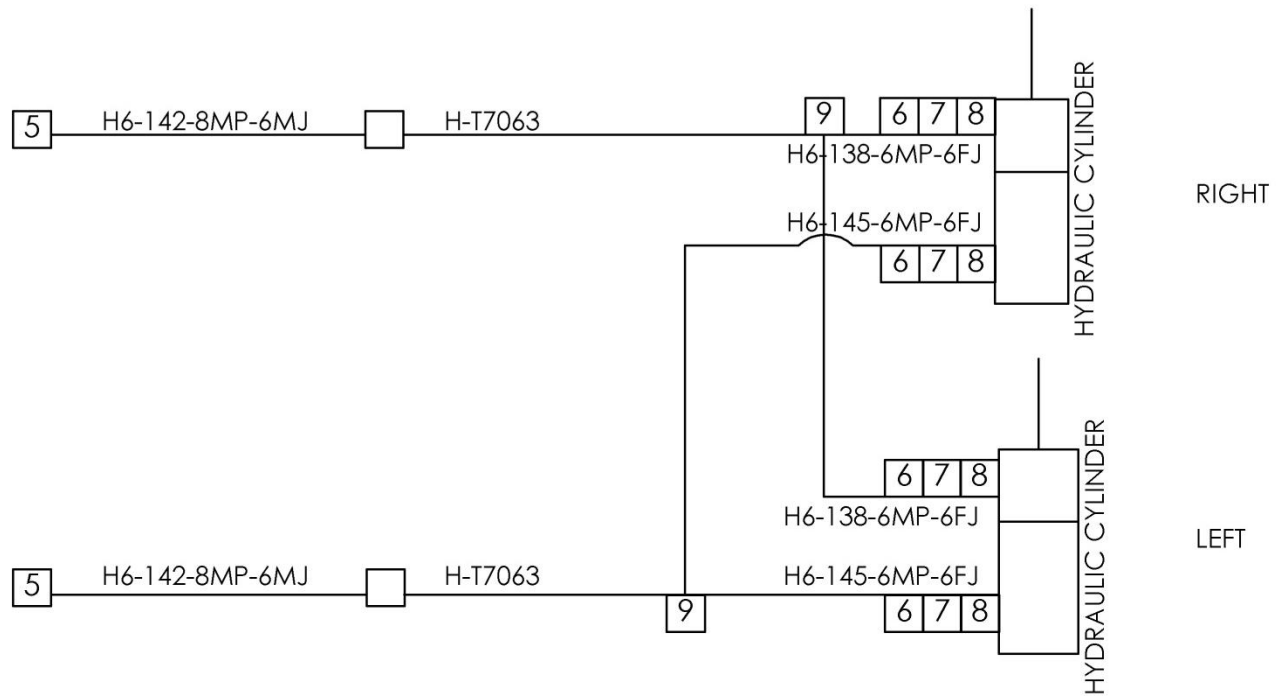 5 H6-142-8MP-6MJ H-T7063 9 6 7 8
H6-138-6MP-6FJ
HYDRAULIC CYLINDER
RIGHT
H6-145-6MP-6FJ
6 7 8
6 7 8
H6-138-6MP-6FJ
HYDRAULIC CYLINDER
LEFT
5 H6-142-8MP-6MJ H-T7063 H6-145-6MP-6FJ
9 6 7 8